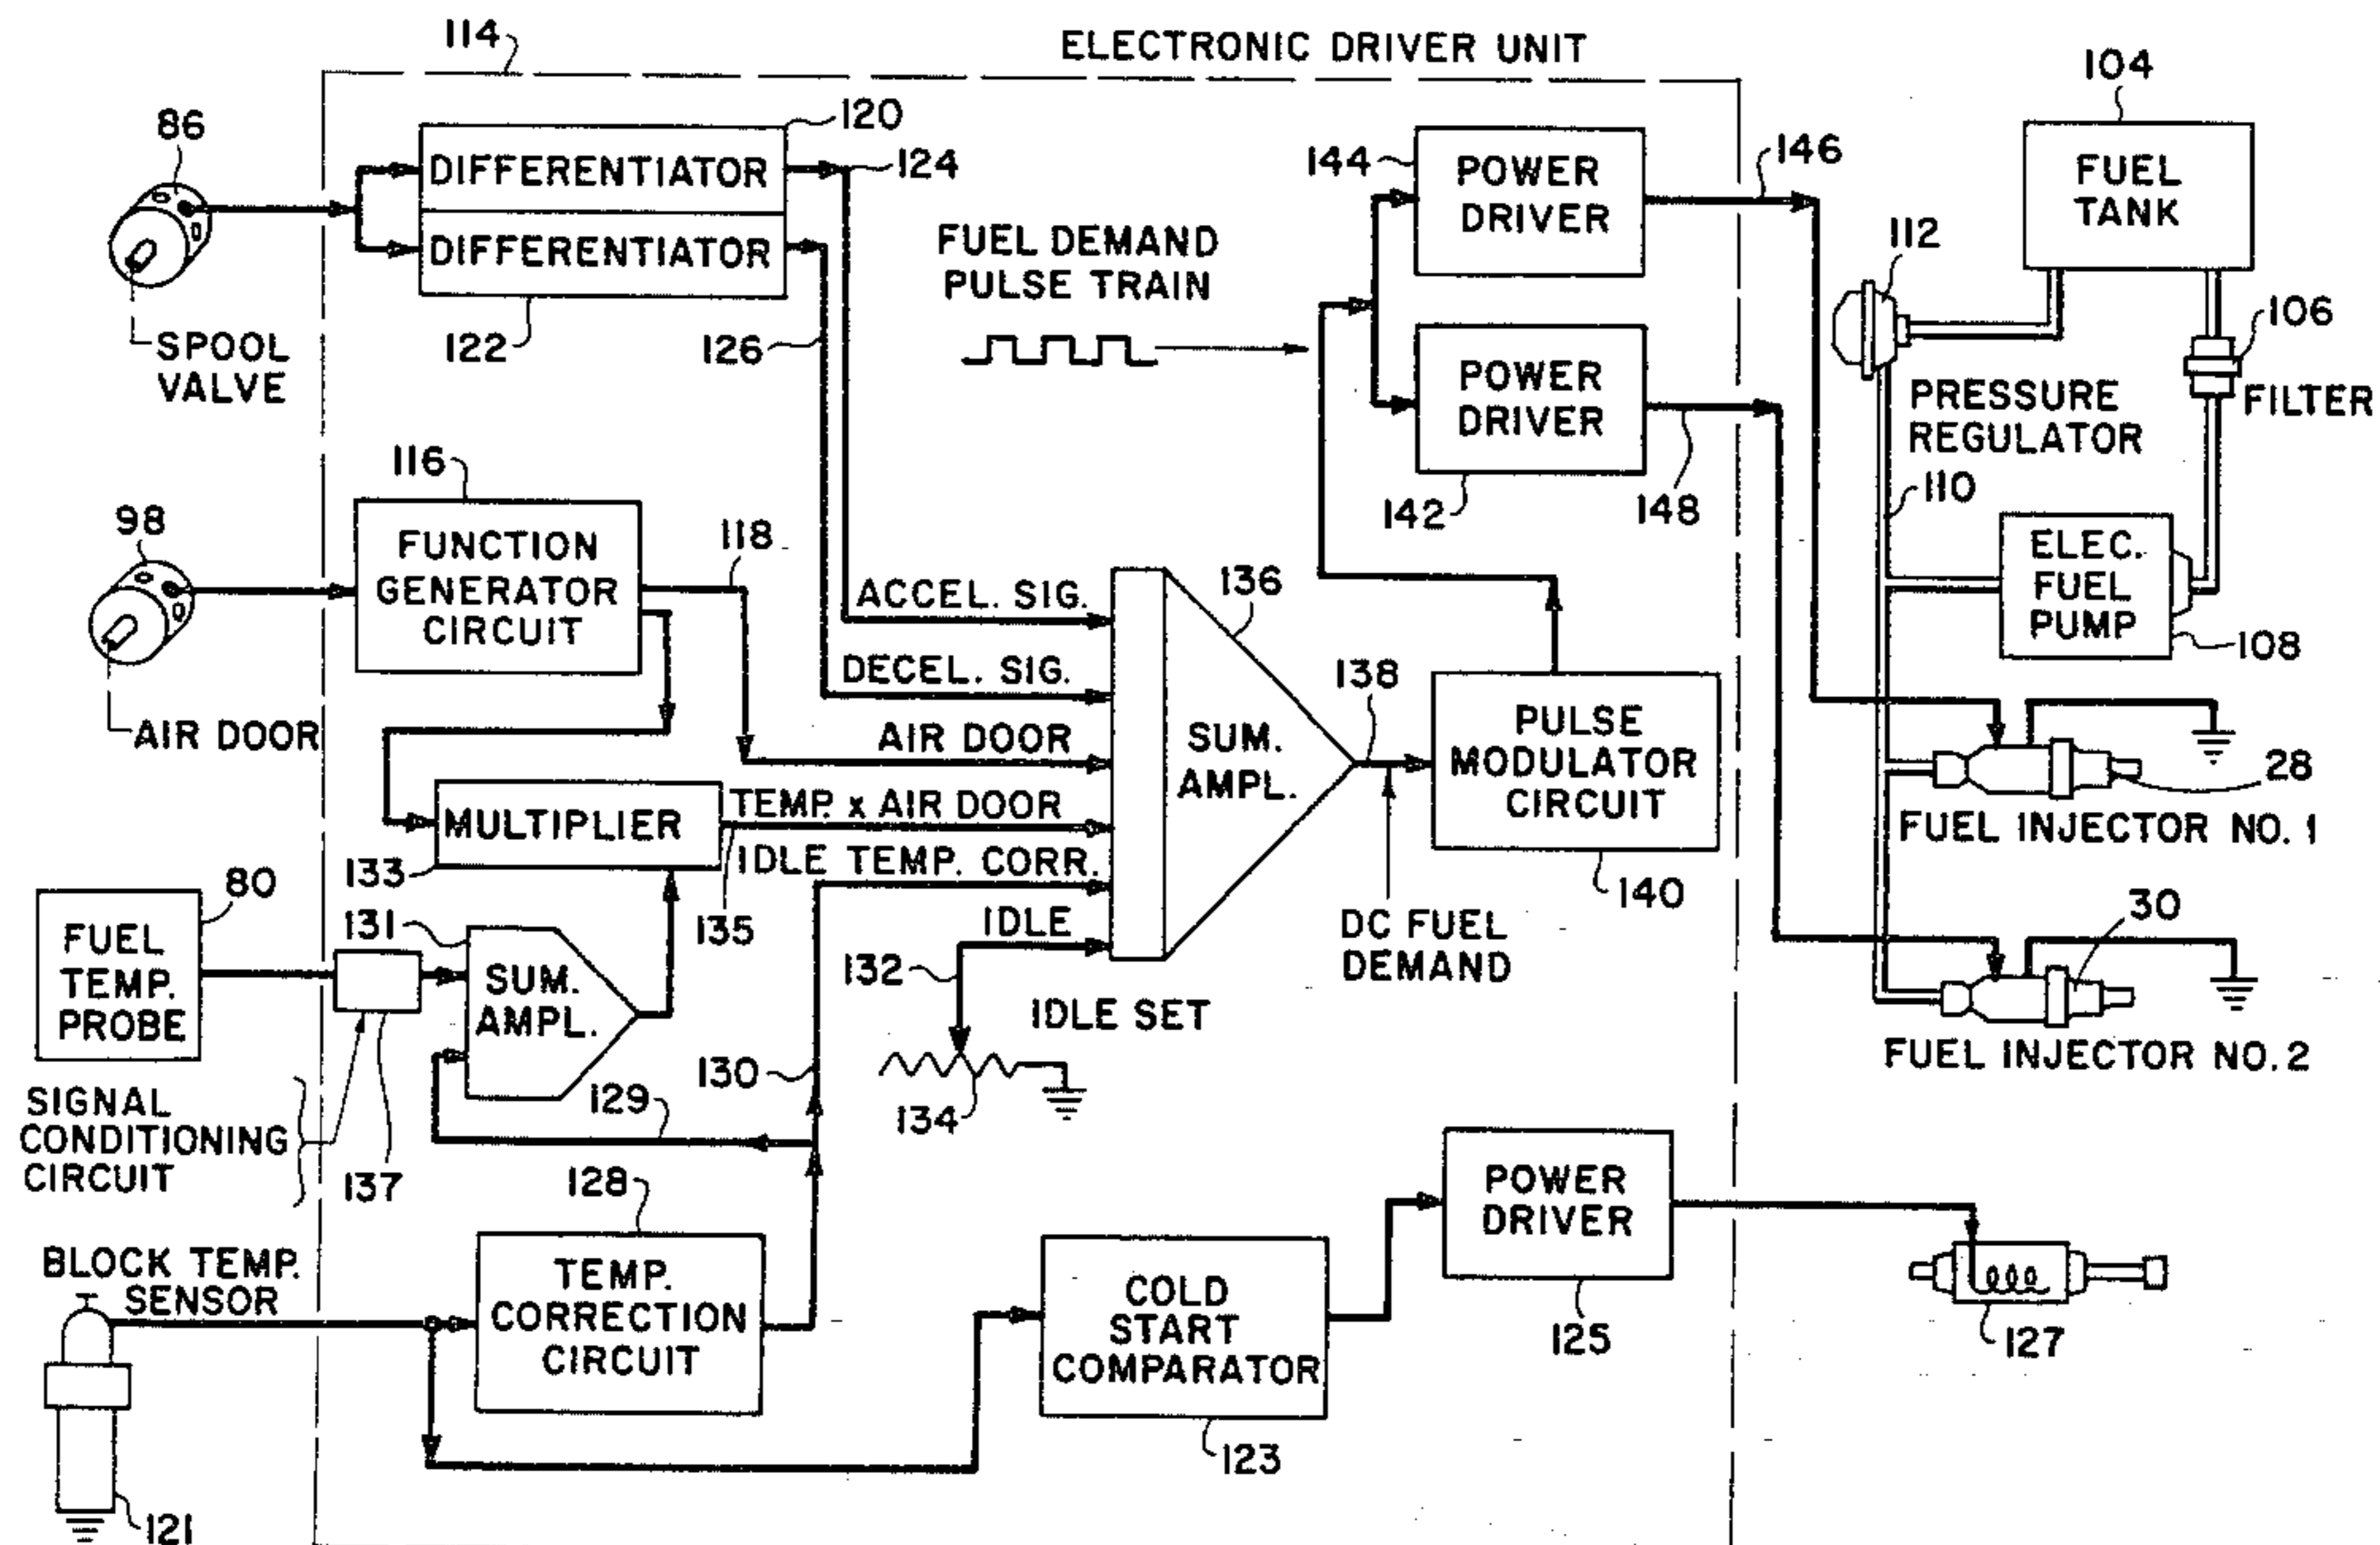 114
ELECTRONIC DRIVER UNIT
104
86
120
DIFFERENTIATOR
124
DIFFERENTIATOR
122
126
SPOOL
VALVE
FUEL DEMAND
PULSE TRAIN
144
POWER
DRIVER
146
POWER
DRIVER
142
148
FUEL
TANK
112
106
FILTER
PRESSURE
REGULATOR
110
ELEC.
FUEL
PUMP
108
98
AIR DOOR
116
FUNCTION
GENERATOR
CIRCUIT
118
ACCEL. SIG.
DECEL. SIG.
AIR DOOR
TEMP. x AIR DOOR
IDLE TEMP. CORR.
IDLE
136
SUM.
AMPL.
138
DC FUEL
DEMAND
PULSE
MODULATOR
CIRCUIT
140
28
FUEL INJECTOR NO. 1
30
FUEL INJECTOR NO. 2
MULTIPLIER
133
135
80
FUEL
TEMP.
PROBE
131
SUM.
AMPL.
132
IDLE SET
134
130
129
SIGNAL
CONDITIONING
CIRCUIT
137
128
BLOCK TEMP.
SENSOR
TEMP.
CORRECTION
CIRCUIT
121
COLD
START
COMPARATOR
123
POWER
DRIVER
125
127